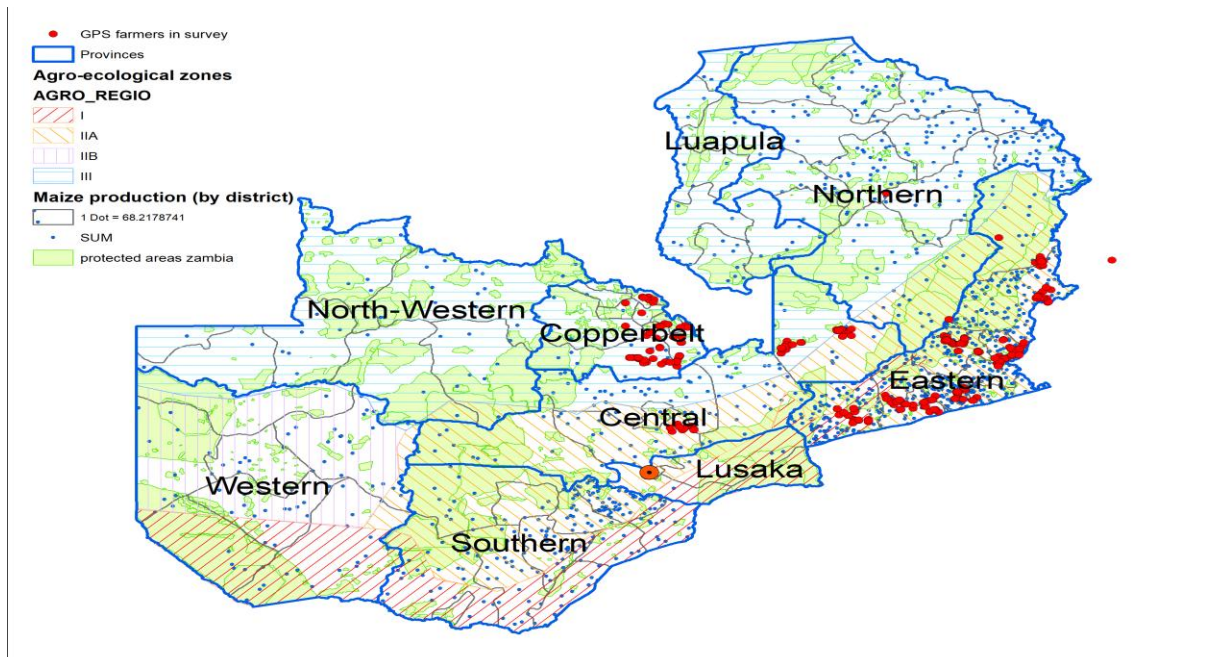 GPS farmers in survey
Provinces
Agro-ecological zones
AGRO_REGIO
I
IIA
IIB
III
Maize production (by district)
1 Dot = 68.2178741
SUM
protected areas zambia
Luapula
Northern
North-Western
Copperbelt
Eastern
Central
Lusaka
Western
Southern